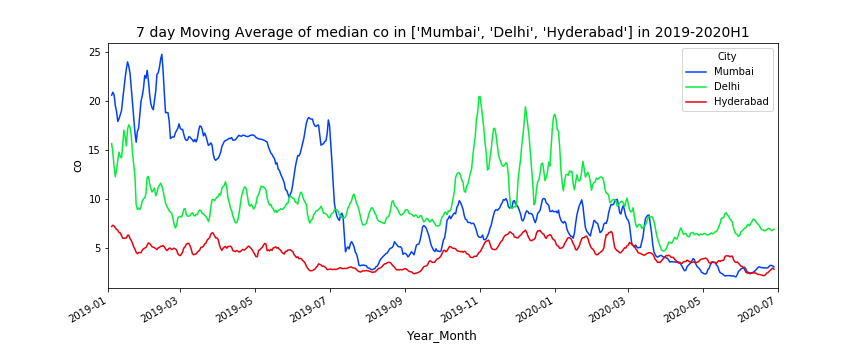 7 day Moving Average of median co in ['Mumbai', 'Delhi', 'Hyderabad'] in 2019-2020H1
City
Mumbai
Delhi
Hyderabad
25
20
15
10
5
co
2019-01
2019-03
2019-05
2019-07
2019-09
2019-11
2020-01
2020-03
2020-05
2020-07
Year_Month